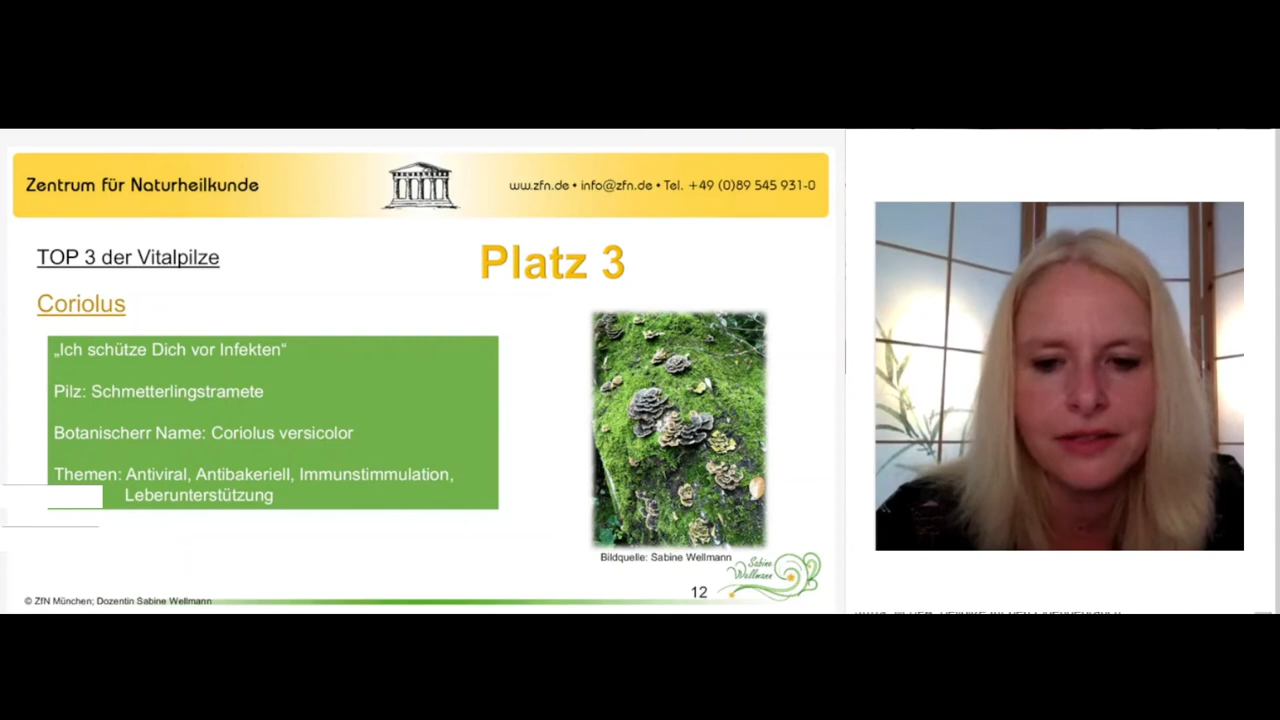 Zentrum für Naturheilkunde
ww.zfn.de • info@zfn.de • Tel. +49 (0)89 545 931-0
TOP 3 der Vitalpilze
Platz 3
Coriolus
„Ich schütze Dich vor Infekten“
Pilz: Schmetterlingstramete
Botanischerr Name: Coriolus versicolor
Themen: Antiviral, Antibakeriell, Immunstimmulation,
Leberunterstützung
Bildquelle: Sabine Wellmann
Sabine
Wellmann
12
© ZfN München; Dozentin Sabine Wellmann